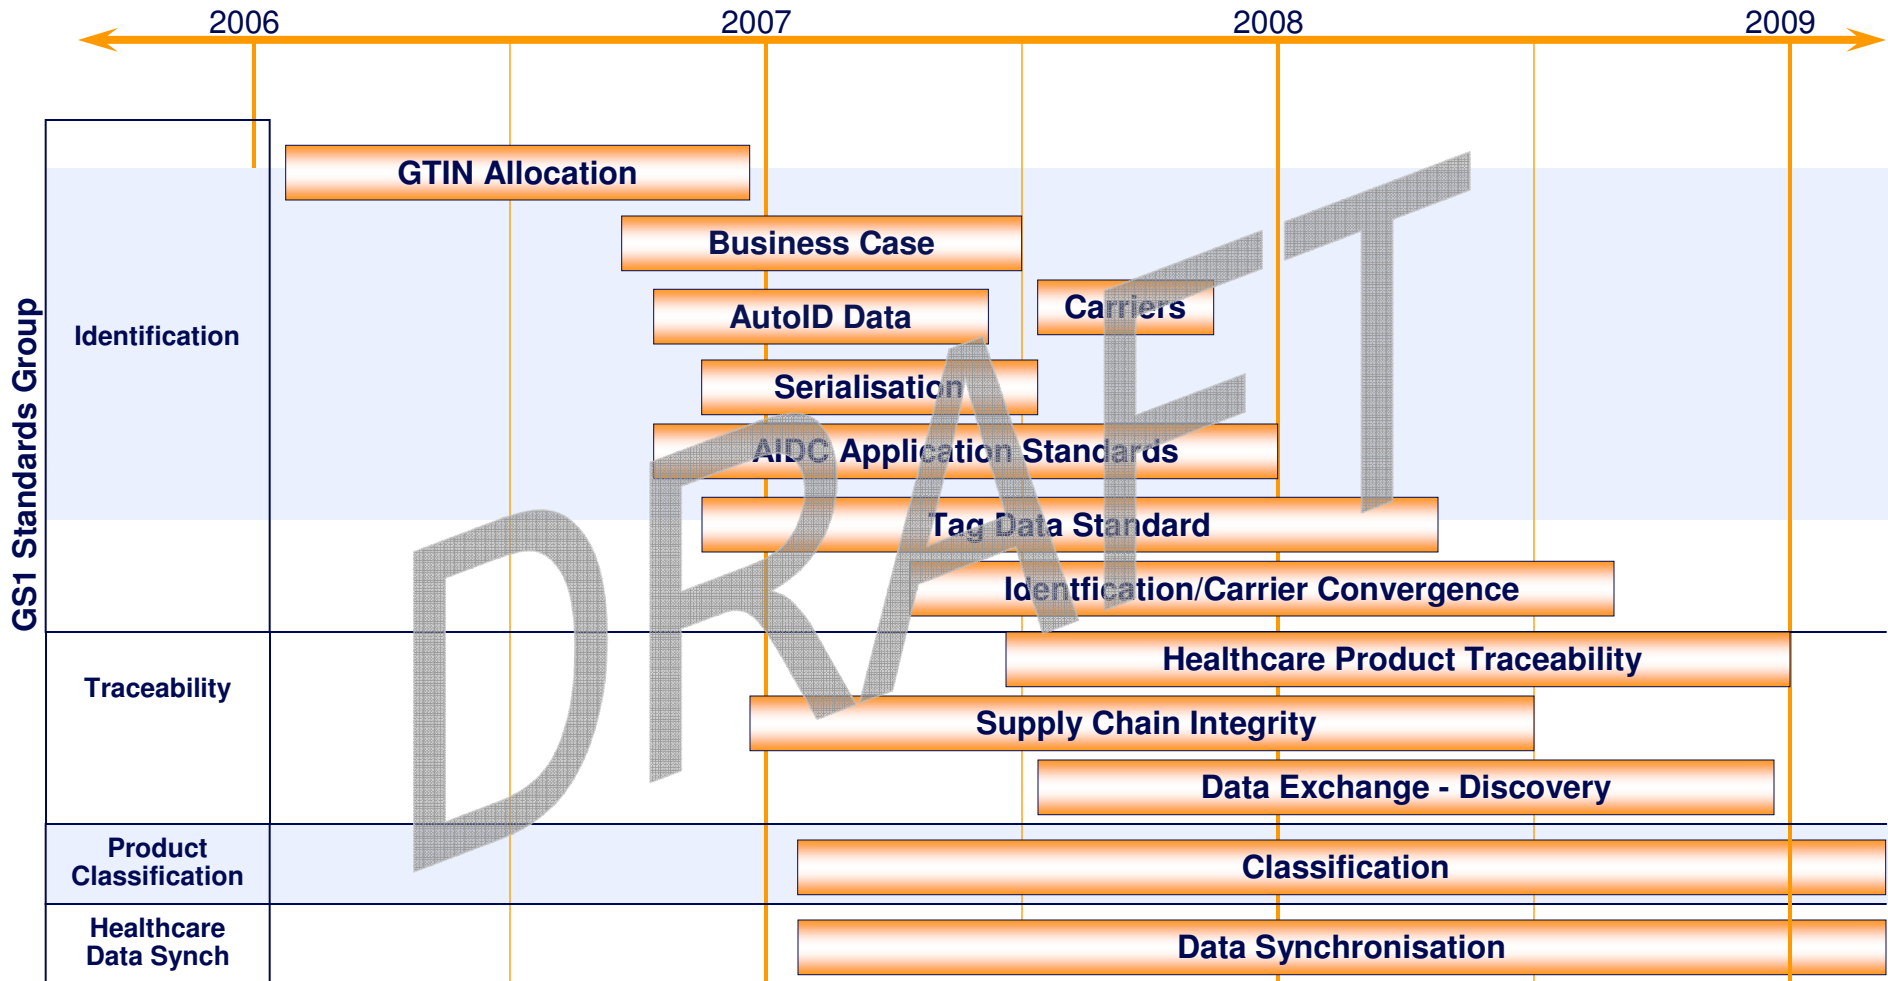 2006 2007 2008 2009
GS1 Standards Group
Identification
GTIN Allocation
Business Case
AutoID Data
Carriers
Serialisation
AIDC Application Standards
Tag Data Standard
Identfication/Carrier Convergence
Traceability
Healthcare Product Traceability
Supply Chain Integrity
Data Exchange - Discovery
Product
Classification
Classification
Healthcare
Data Synch
Data Synchronisation
DRAFT